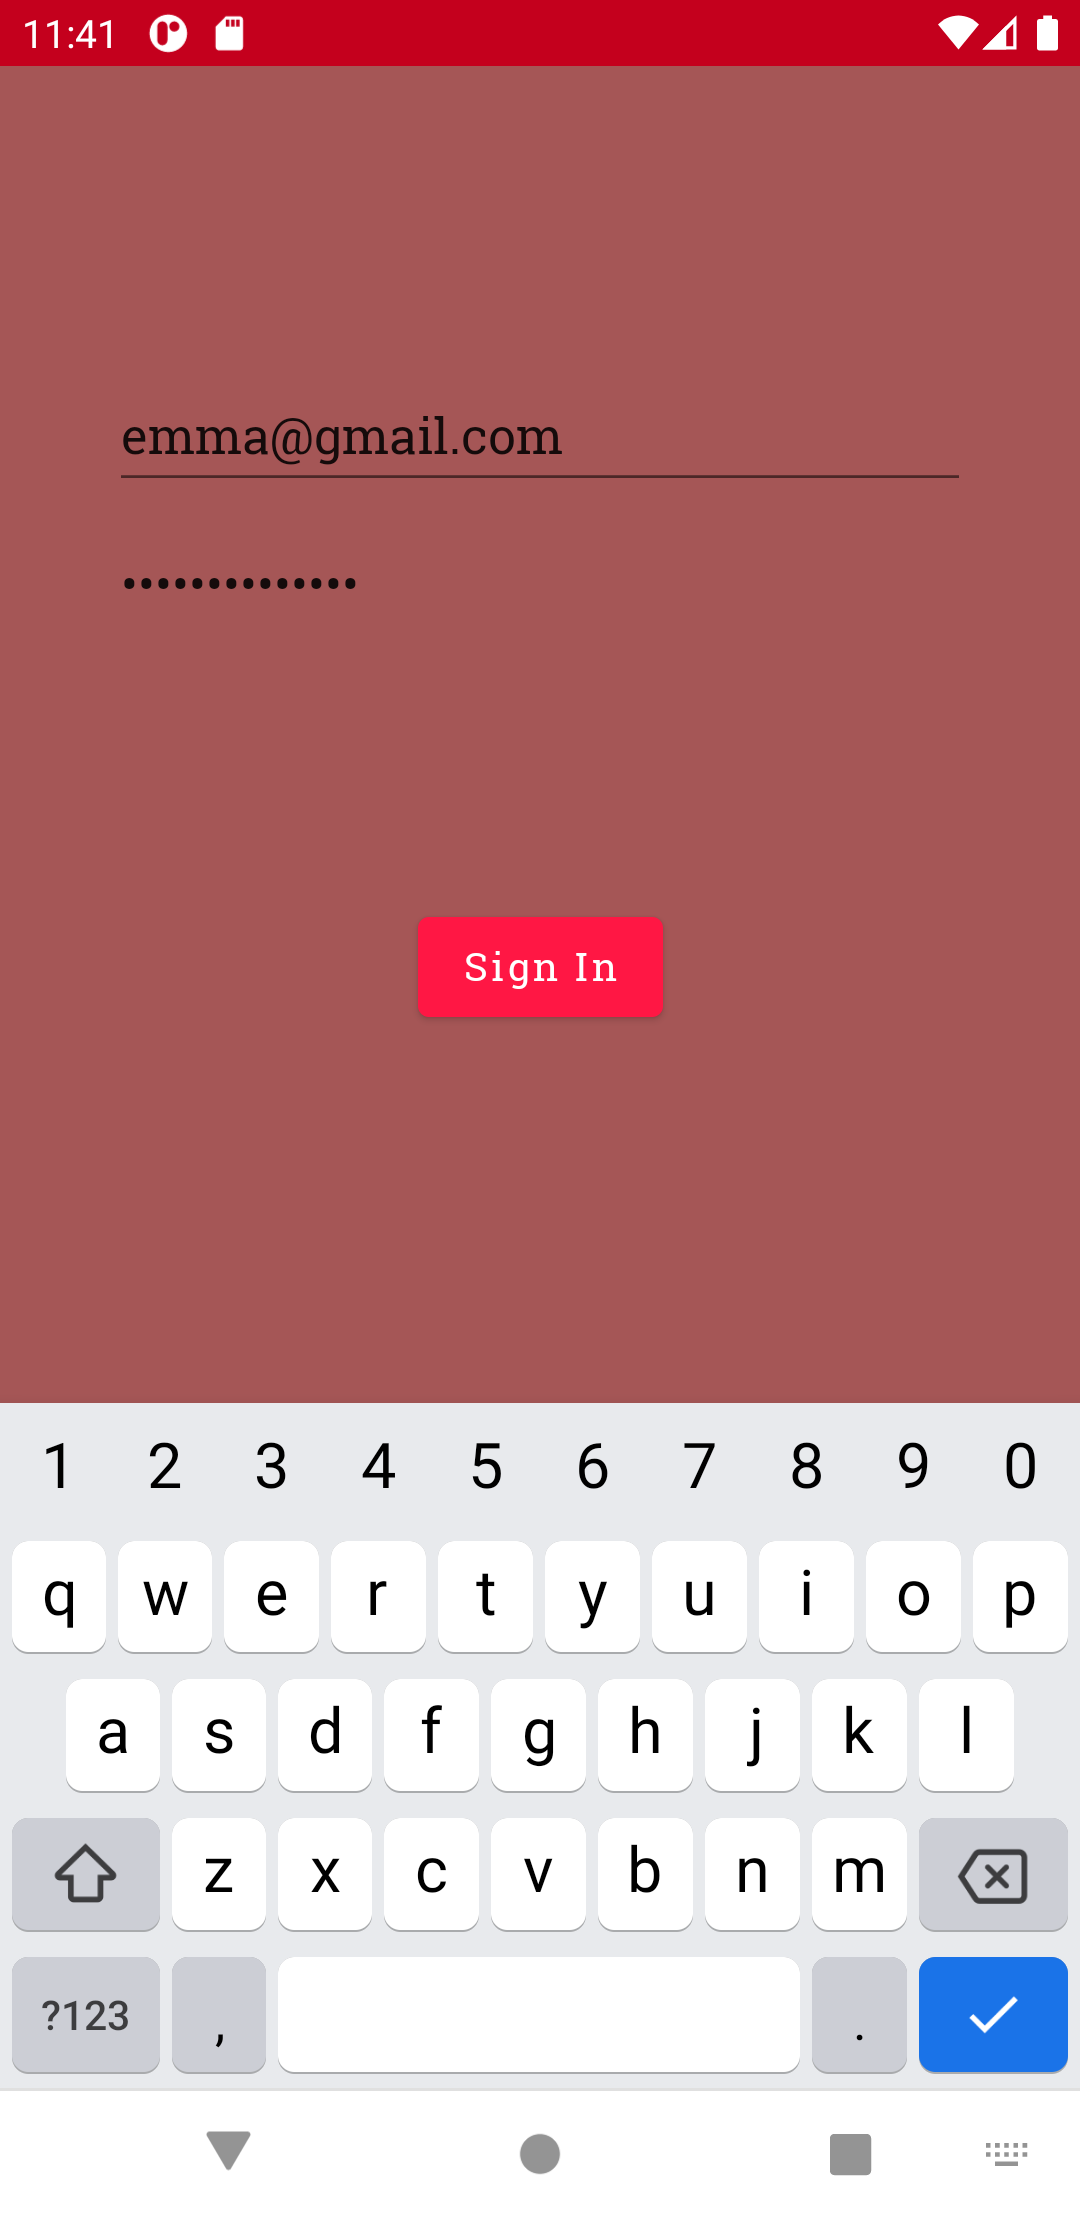 11:41
emma@gmail.com
••••••••••••••
Sign In
1 2 3 4 5 6 7 8 9 0
q w e r t y u i o p
a s d f g h j k l
z x c v b n m
?123 , .